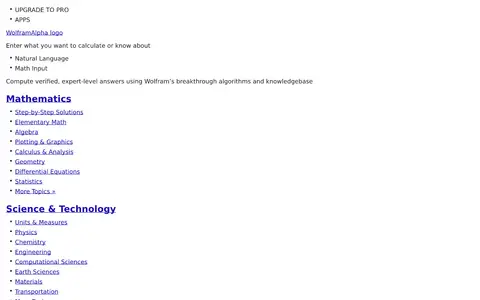 UPGRADE TO PRO
APPS
WolframAlpha logo
Enter what you want to calculate or know about
Natural Language
Math Input
Compute verified, expert-level answers using Wolfram's breakthrough algorithms and knowledgebase
Mathematics
Step-by-Step Solutions
Elementary Math
Algebra
Plotting & Graphics
Calculus & Analysis
Geometry
Differential Equations
Statistics
More Topics »
Science & Technology
Units & Measures
Physics
Chemistry
Engineering
Computational Sciences
Earth Sciences
Materials
Transportation